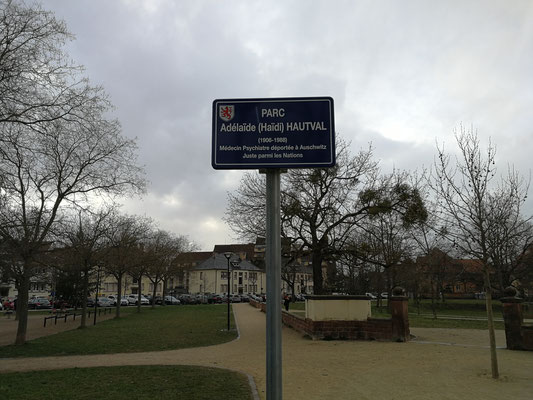 PARC
Adélaïde (Haïdi) HAUTVAL
(1906-1988)
Médecin Psychiatre déportée à Auschwitz
Juste parmi les Nations